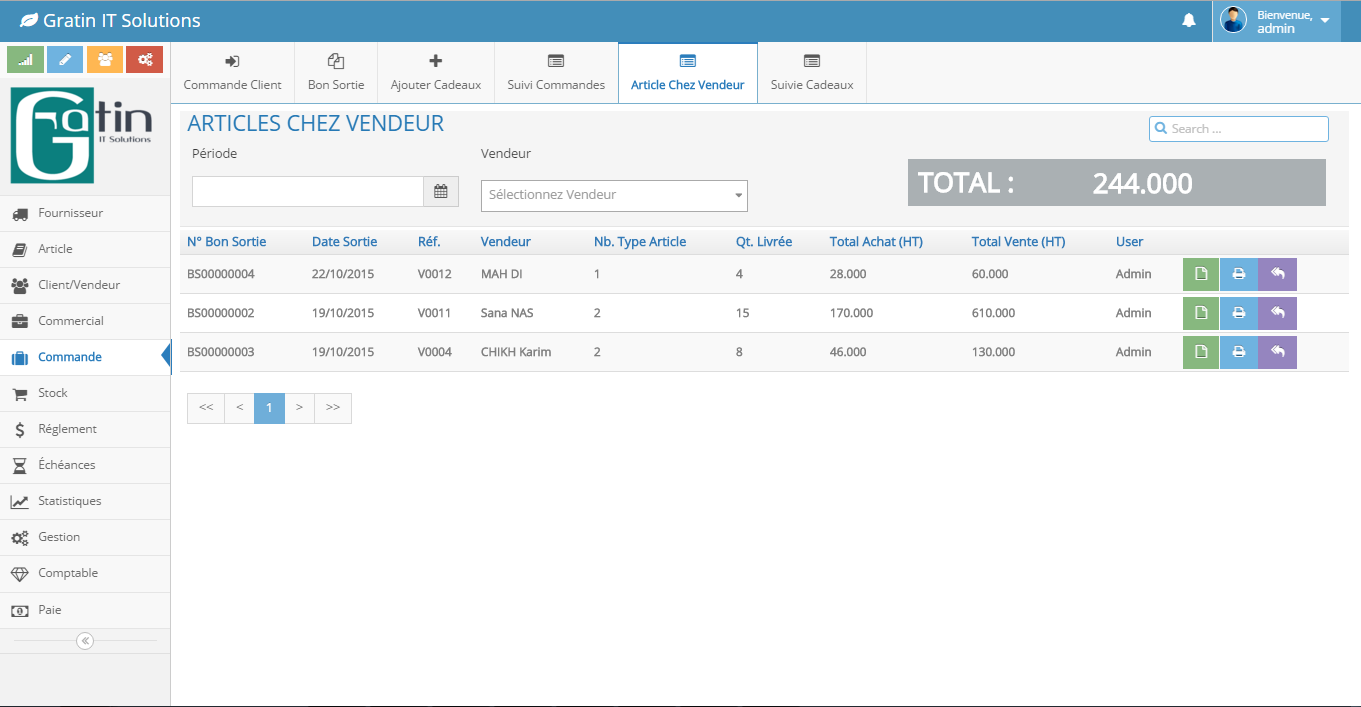 Gratin IT Solutions
Bienvenue,
admin
Commande Client
Bon Sortie
Ajouter Cadeaux
Suivi Commandes
Article Chez Vendeur
Suivie Cadeaux
Gratin
IT Solutions
Fournisseur
Article
Client/Vendeur
Commercial
Commande
Stock
Réglement
Échéances
Statistiques
Gestion
Comptable
Paie
ARTICLES CHEZ VENDEUR
Search ...
Période
Vendeur
Sélectionnez Vendeur
TOTAL : 244.000
N° Bon Sortie Date Sortie Réf. Vendeur Nb. Type Article Qt. Livrée Total Achat (HT) Total Vente (HT) User
BS00000004 22/10/2015 V0012 MAH DI 1 4 28.000 60.000 Admin
BS00000002 19/10/2015 V0011 Sana NAS 2 15 170.000 610.000 Admin
BS00000003 19/10/2015 V0004 CHIKH Karim 2 8 46.000 130.000 Admin
<< < 1 > >>